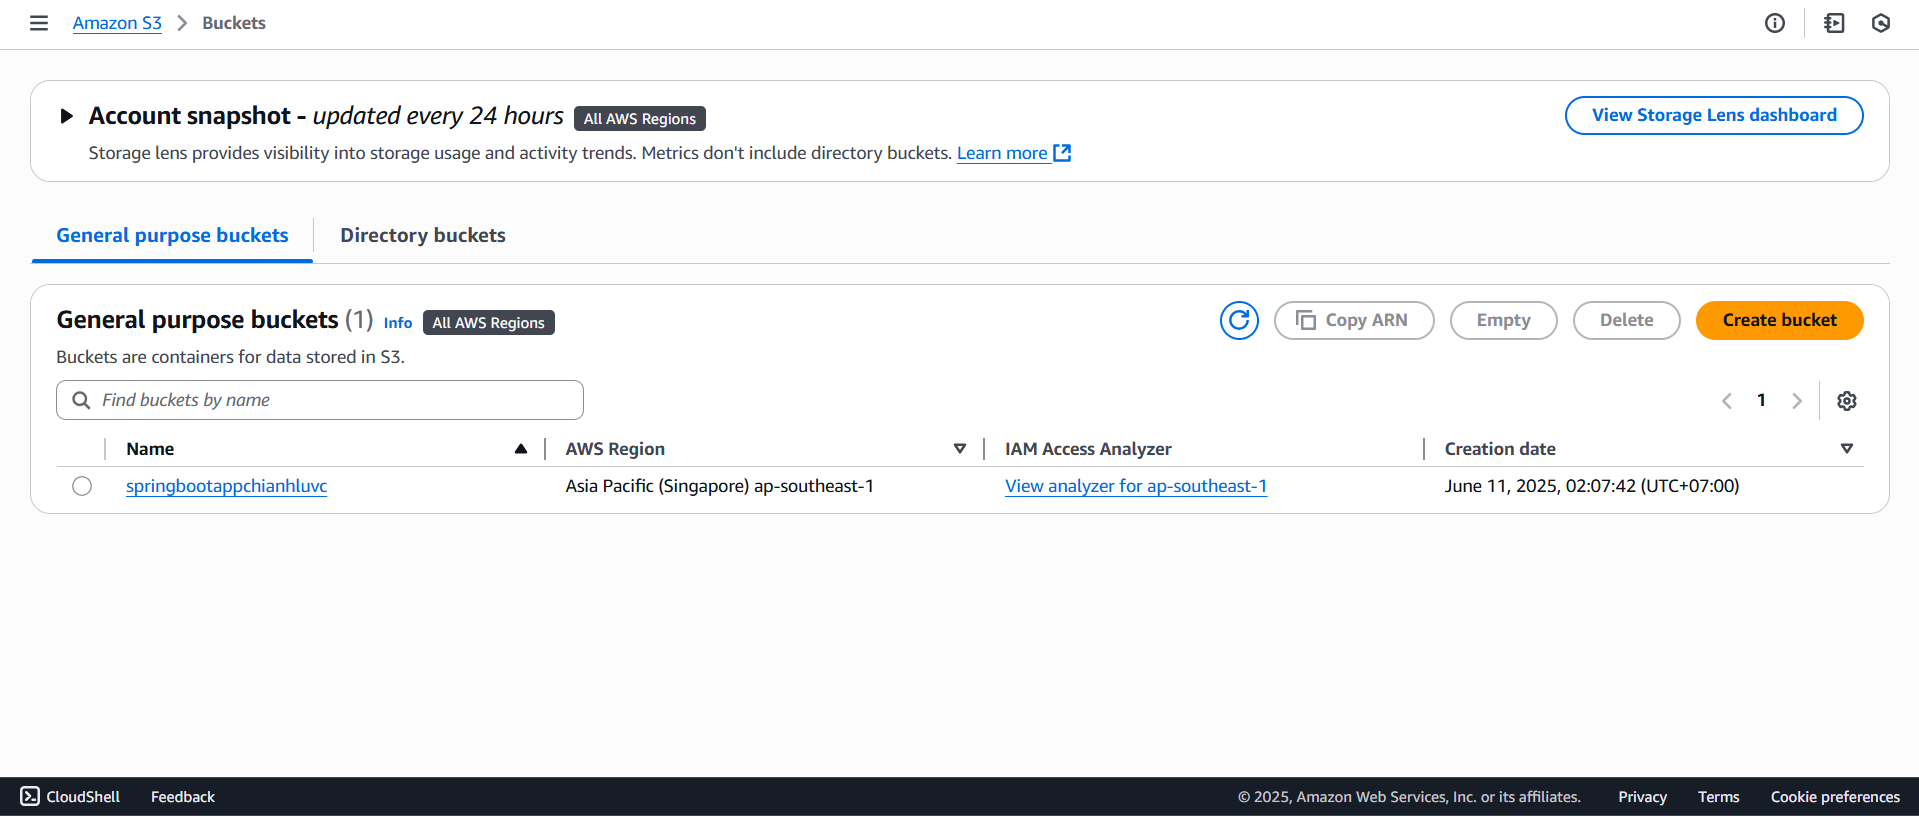 Amazon S3 > Buckets
Account snapshot - updated every 24 hours All AWS Regions
View Storage Lens dashboard
Storage lens provides visibility into storage usage and activity trends. Metrics don't include directory buckets. Learn more
General purpose buckets Directory buckets
General purpose buckets (1) Info All AWS Regions
Copy ARN Empty Delete Create bucket
Buckets are containers for data stored in S3.
Find buckets by name
1
Name AWS Region IAM Access Analyzer Creation date
springbootappchianhluvc Asia Pacific (Singapore) ap-southeast-1 View analyzer for ap-southeast-1 June 11, 2025, 02:07:42 (UTC+07:00)
CloudShell Feedback © 2025, Amazon Web Services, Inc. or its affiliates. Privacy Terms Cookie preferences